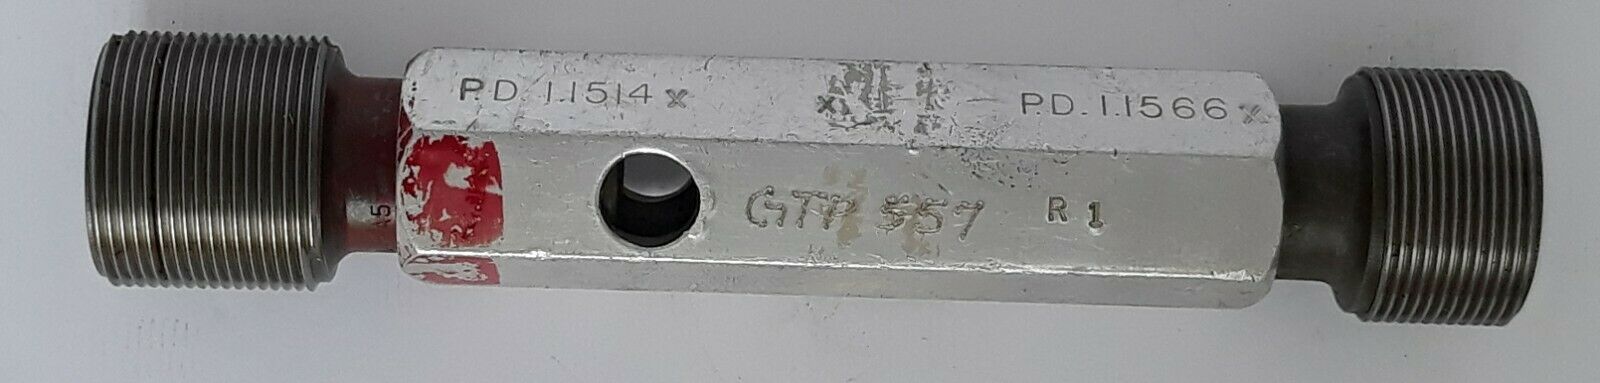 P.D. 1.1514 X X P.D. 1.1566 X
GTP 557 R 1